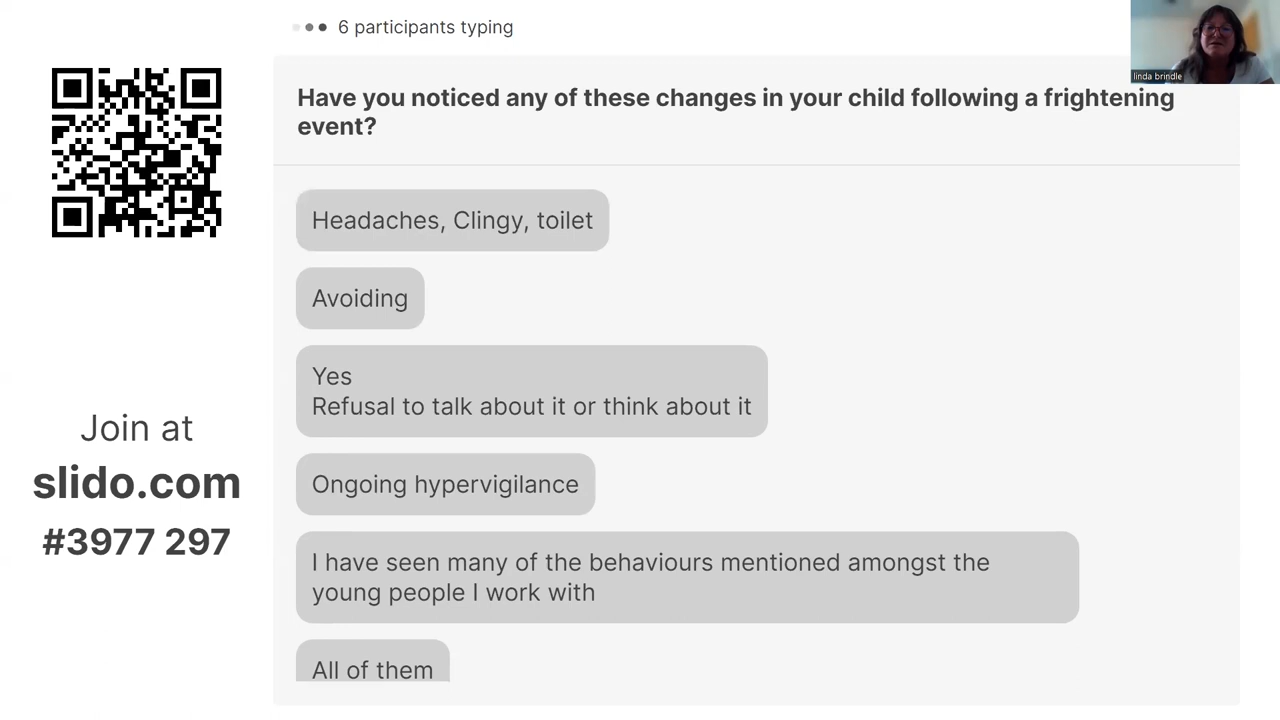 6 participants typing
linda brindle
Have you noticed any of these changes in your child following a frightening
event?
Headaches, Clingy, toilet
Avoiding
Yes
Refusal to talk about it or think about it
Ongoing hypervigilance
I have seen many of the behaviours mentioned amongst the
young people I work with
All of them
Join at
slido.com
#3977 297